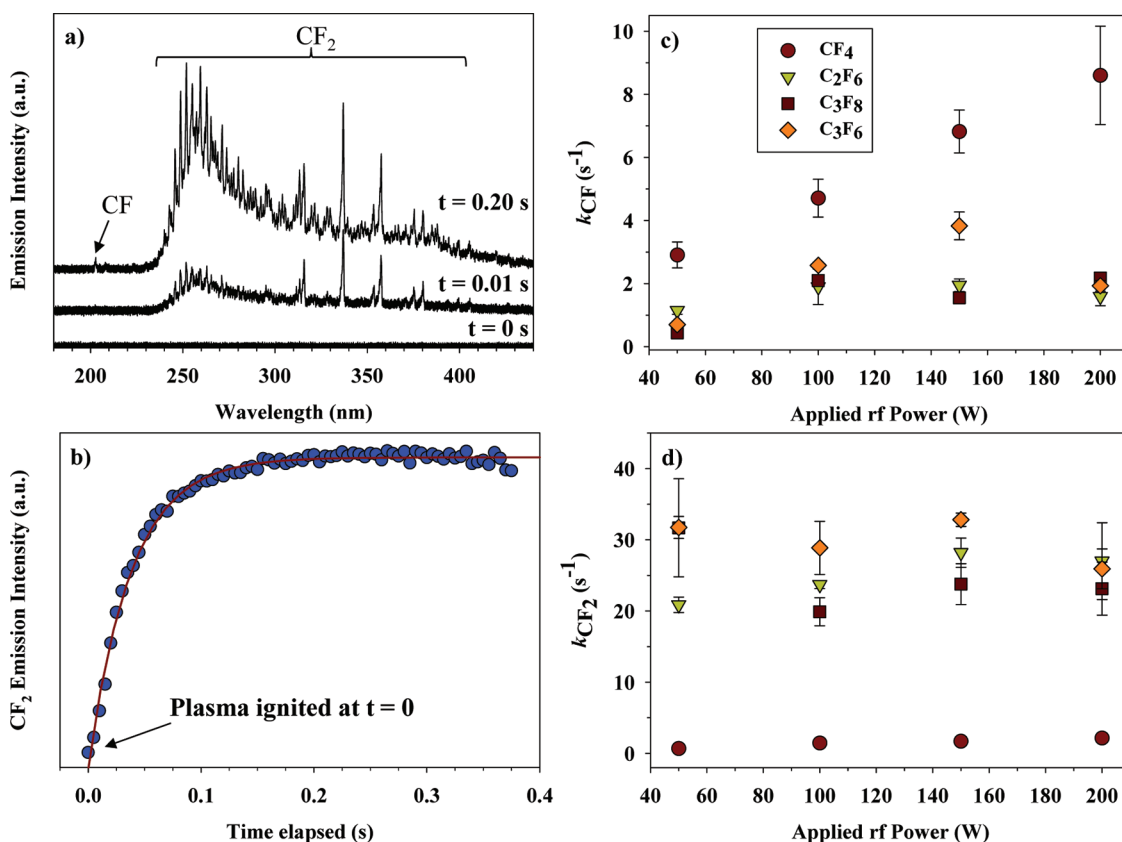 a)
CF2
CF
t = 0.20 s
t = 0.01 s
t = 0 s
Emission Intensity (a.u.)
200 250 300 350 400
Wavelength (nm)
b)
Plasma ignited at t = 0
CF2 Emission Intensity (a.u.)
0.0 0.1 0.2 0.3 0.4
Time elapsed (s)
c)
CF4
C2F6
C3F8
C3F6
kCF (s-1)
10
8
6
4
2
0
40 60 80 100 120 140 160 180 200
Applied rf Power (W)
d)
kCF2 (s-1)
40
30
20
10
0
40 60 80 100 120 140 160 180 200
Applied rf Power (W)